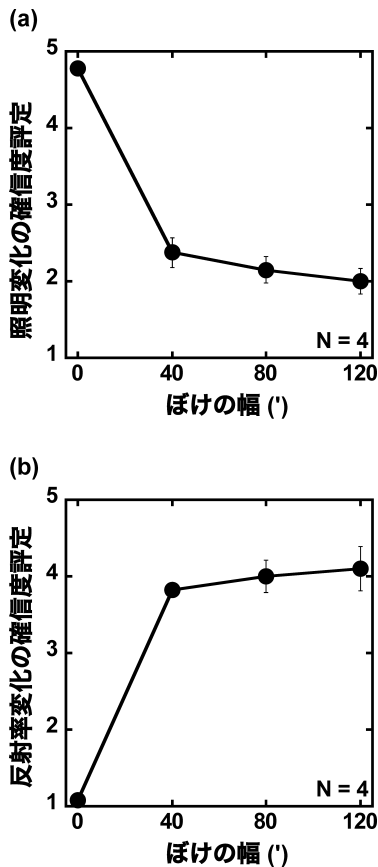 (a)
照明変化の確信度評定
5
4
3
2
1
N = 4
0 40 80 120
ぼけの幅 (')
(b)
反射率変化の確信度評定
5
4
3
2
1
N = 4
0 40 80 120
ぼけの幅 (')